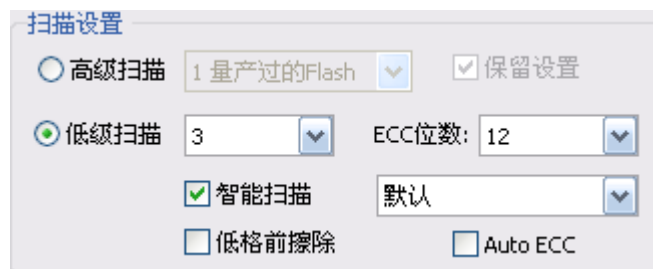 扫描设置
高级扫描 1 量产过的Flash 保留设置
低级扫描 3 ECC位数: 12
智能扫描 默认
低格前擦除 Auto ECC